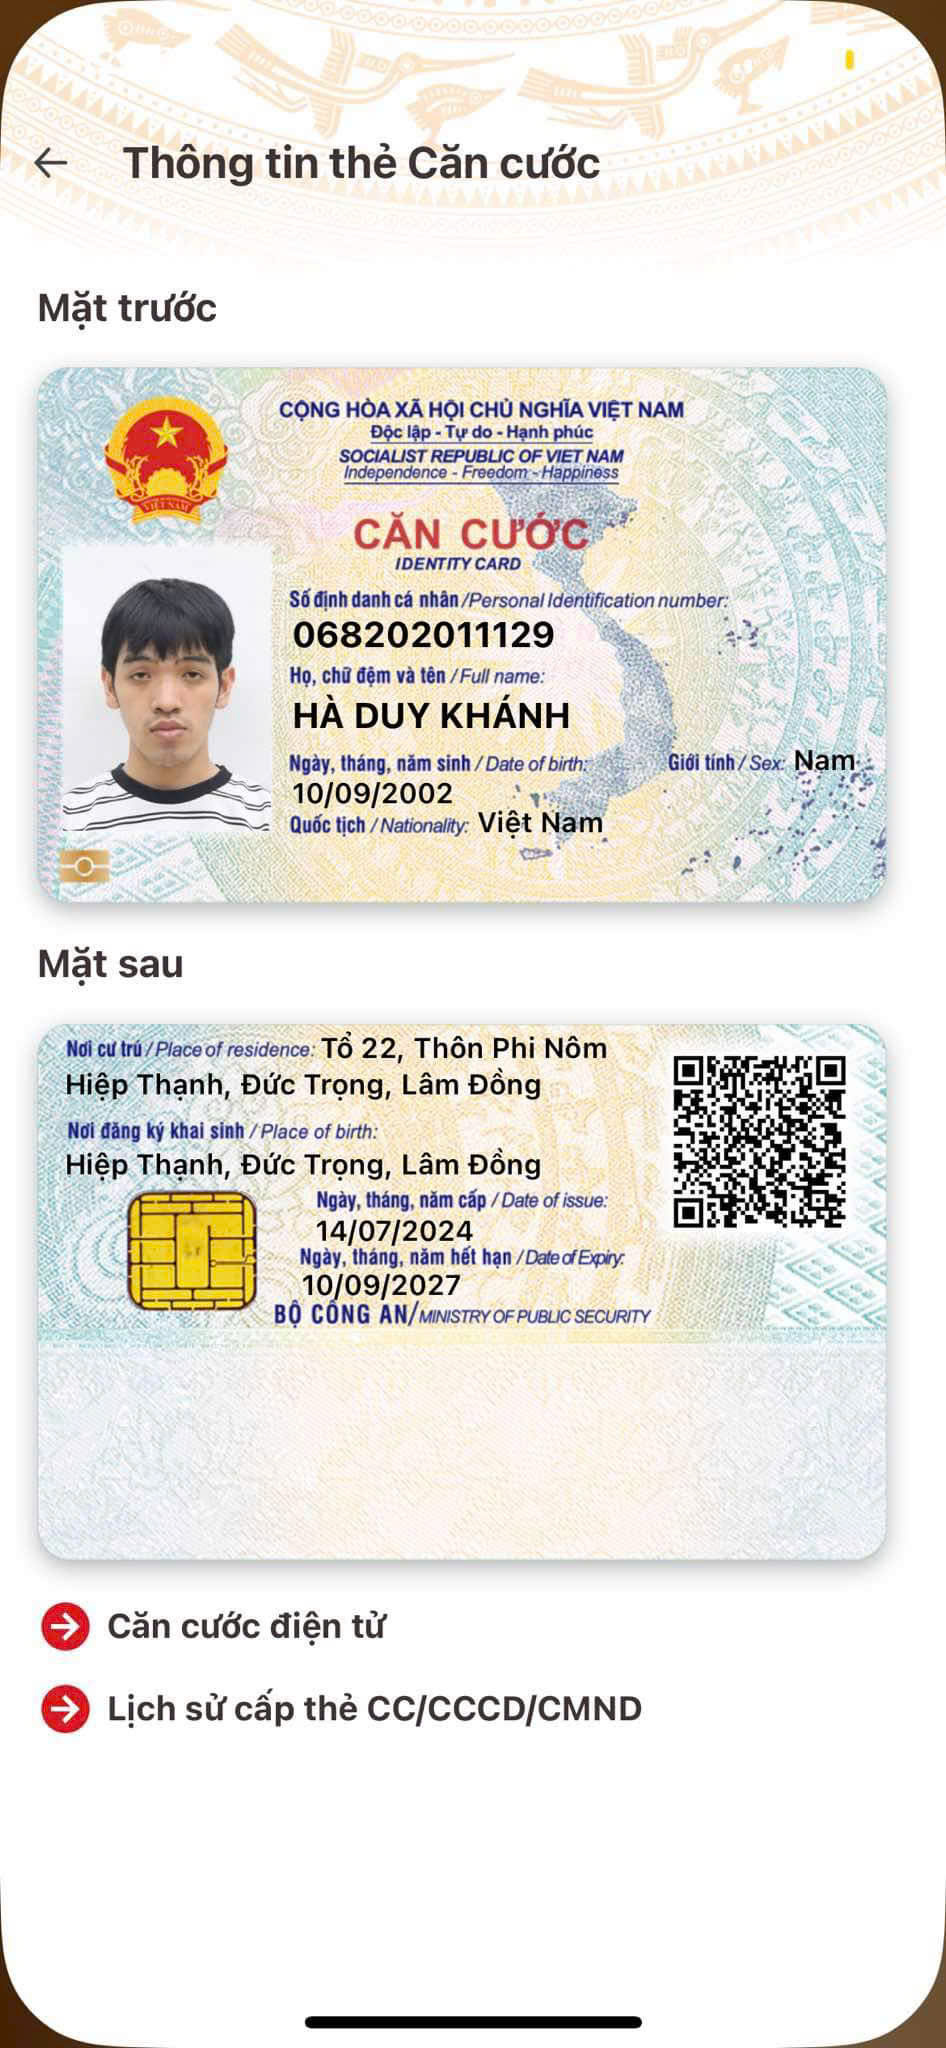 Thông tin thẻ Căn cước
Mặt trước
CỘNG HÒA XÃ HỘI CHỦ NGHĨA VIỆT NAM
Độc lập - Tự do - Hạnh phúc
SOCIALIST REPUBLIC OF VIET NAM
Independence - Freedom - Happiness
VIỆT NAM
CĂN CƯỚC
IDENTITY CARD
Số định danh cá nhân / Personal Identification number:
068202011129
Họ, chữ đệm và tên / Full name:
HÀ DUY KHÁNH
Ngày, tháng, năm sinh / Date of birth: Giới tính / Sex: Nam
10/09/2002
Quốc tịch / Nationality: Việt Nam
Mặt sau
Nơi cư trú / Place of residence: Tổ 22, Thôn Phi Nôm
Hiệp Thạnh, Đức Trọng, Lâm Đồng
Nơi đăng ký khai sinh / Place of birth:
Hiệp Thạnh, Đức Trọng, Lâm Đồng
Ngày, tháng, năm cấp / Date of issue:
14/07/2024
Ngày, tháng, năm hết hạn / Date of Expiry:
10/09/2027
BỘ CÔNG AN/MINISTRY OF PUBLIC SECURITY
Căn cước điện tử
Lịch sử cấp thẻ CC/CCCD/CMND